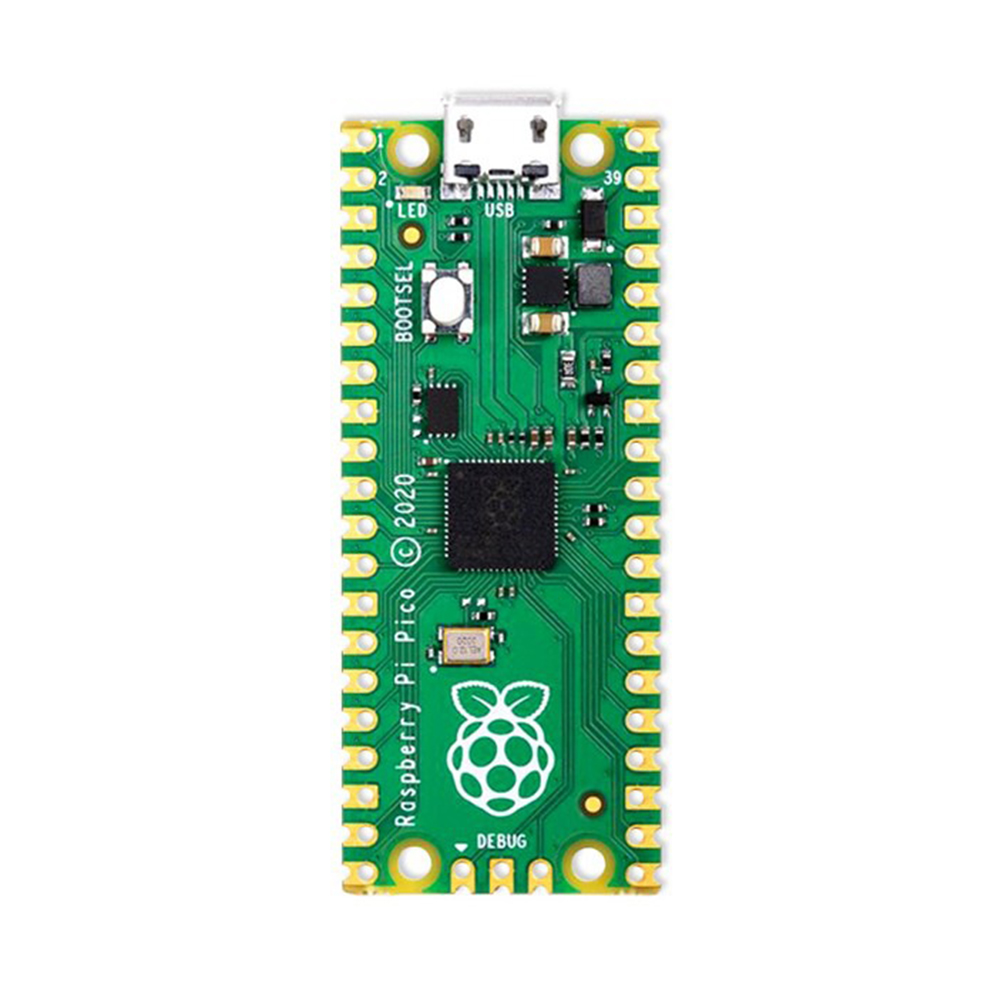 1
2
39
LED
USB
BOOTSEL
Raspberry Pi Pico © 2020
DEBUG